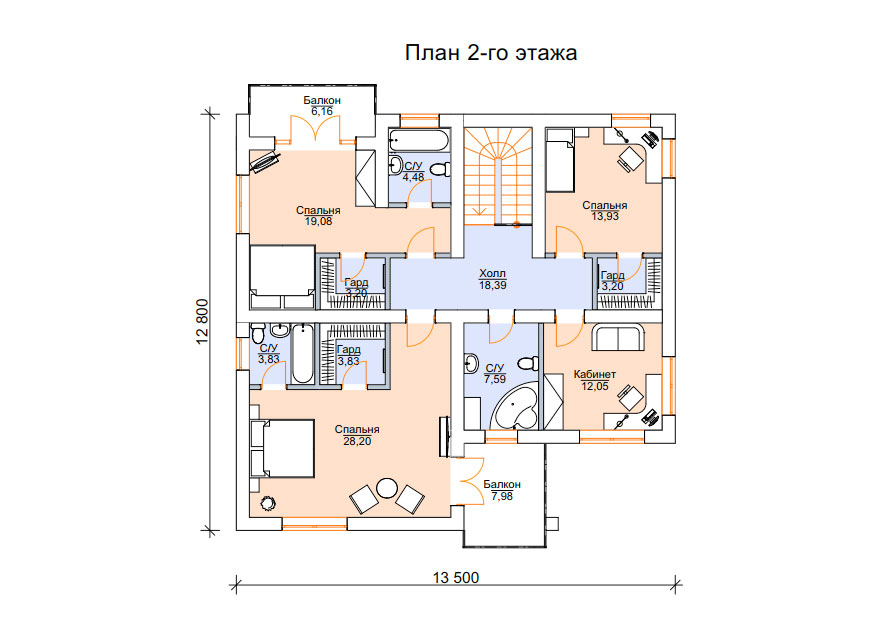 План 2-го этажа
Балкон
6,16
С/У
4,48
Спальня
19,08
Спальня
13,93
Гард
3,20
Холл
18,39
Гард
3,20
12 800
С/У
3,83
Гард
3,83
С/У
7,59
Кабинет
12,05
Спальня
28,20
Балкон
7,98
13 500